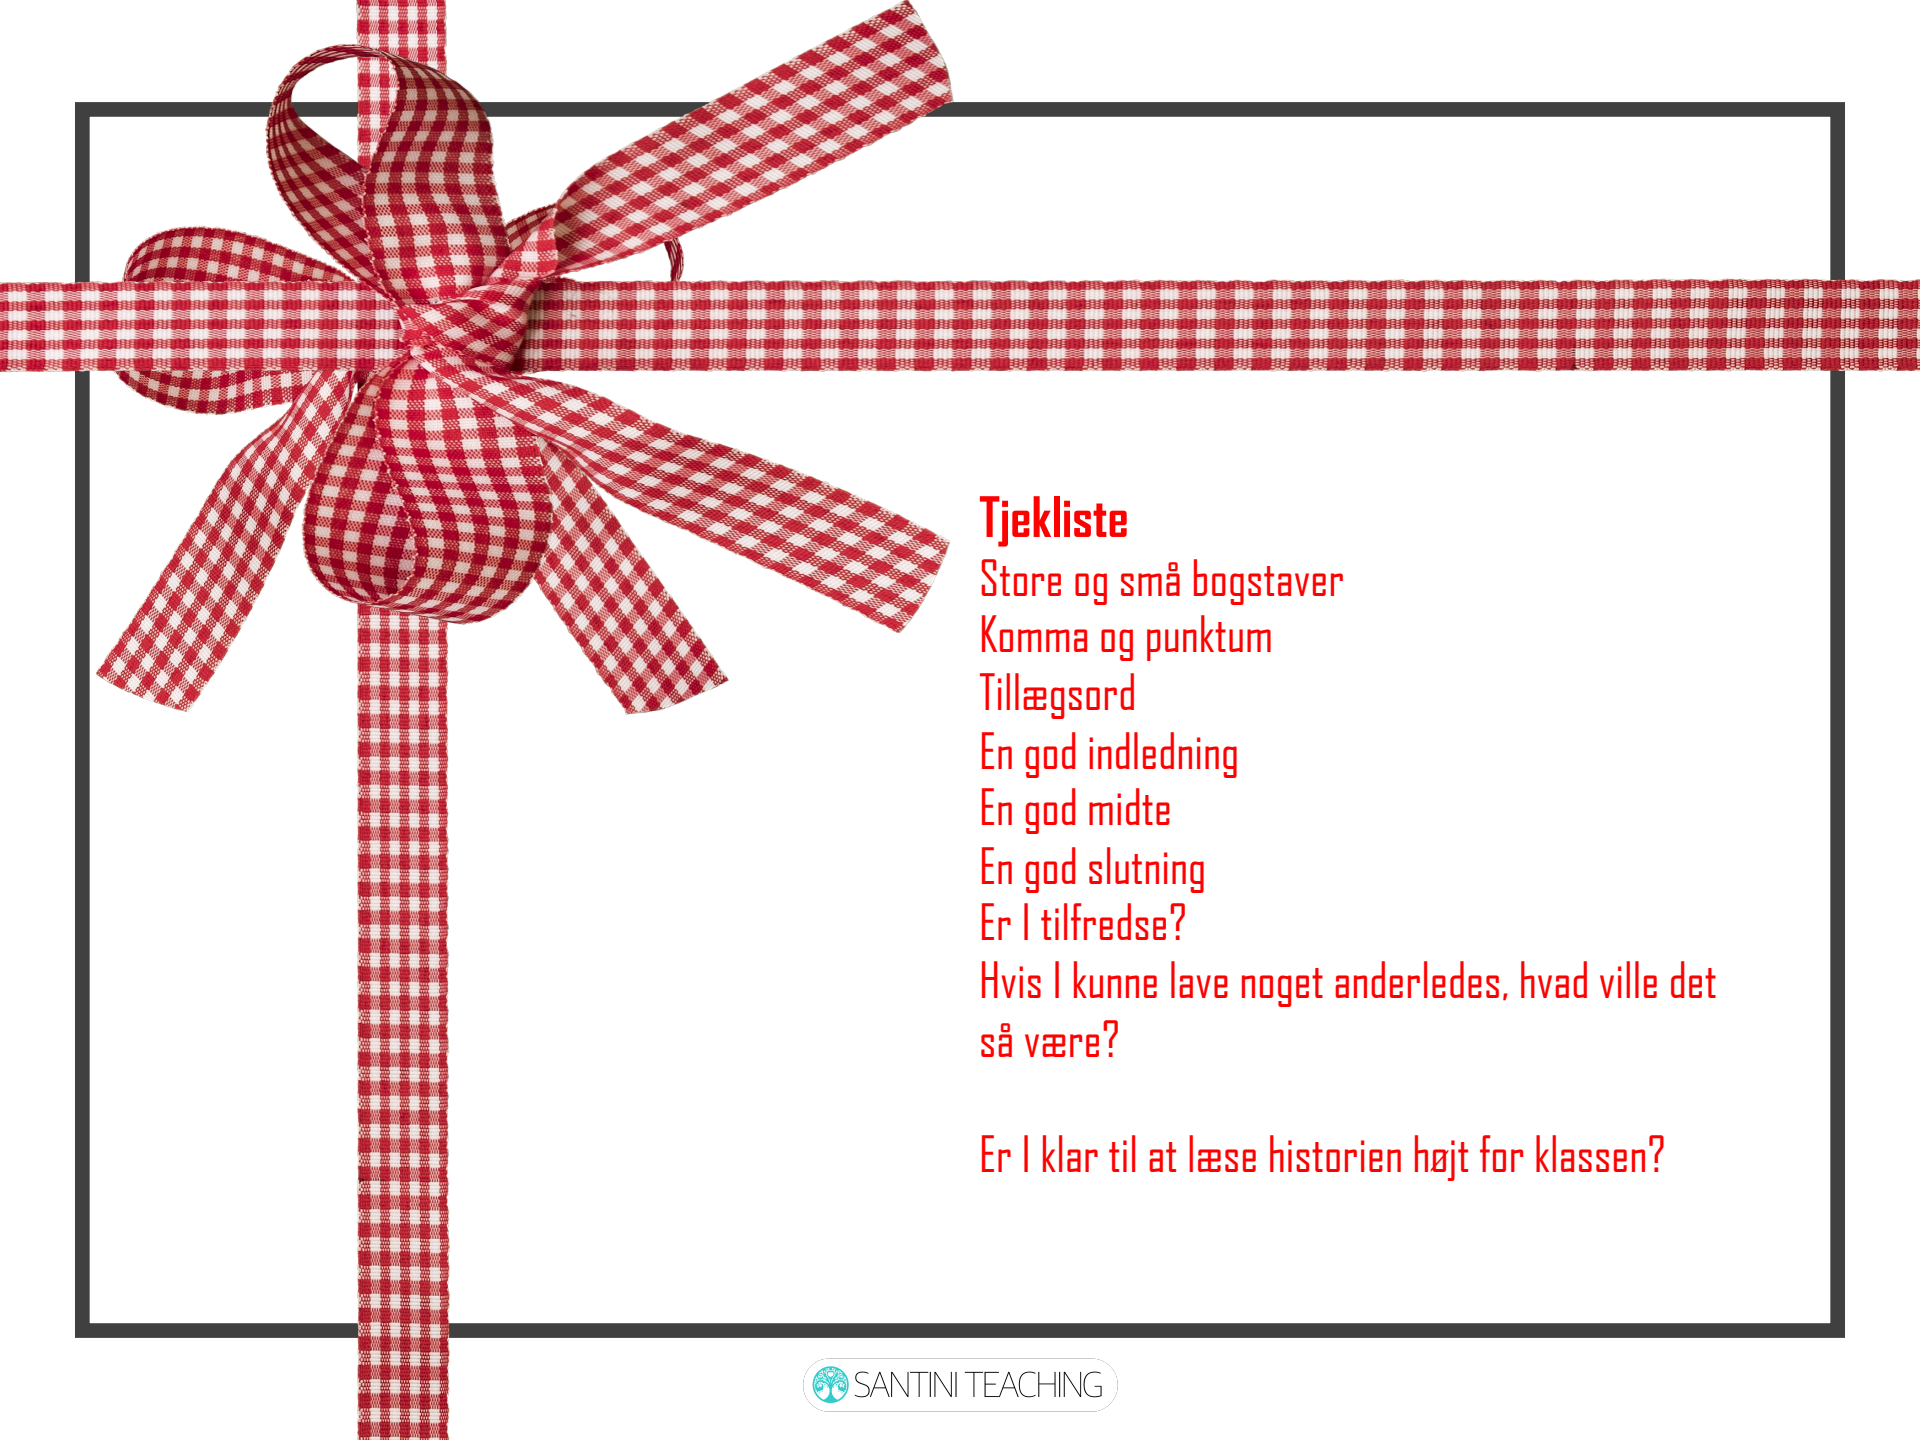 Tjekliste
Store og små bogstaver
Komma og punktum
Tillægsord
En god indledning
En god midte
En god slutning
Er I tilfredse?
Hvis I kunne lave noget anderledes, hvad ville det
så være?
Er I klar til at læse historien højt for klassen?
SANTINI TEACHING